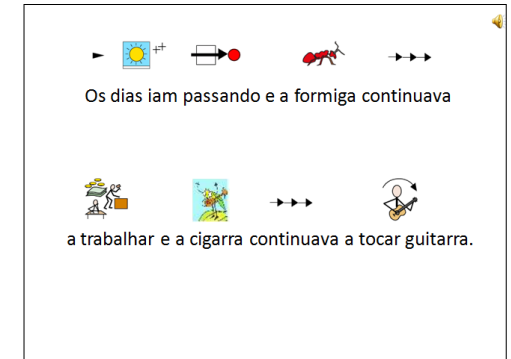 Os dias iam passando e a formiga continuava
a trabalhar e a cigarra continuava a tocar guitarra.